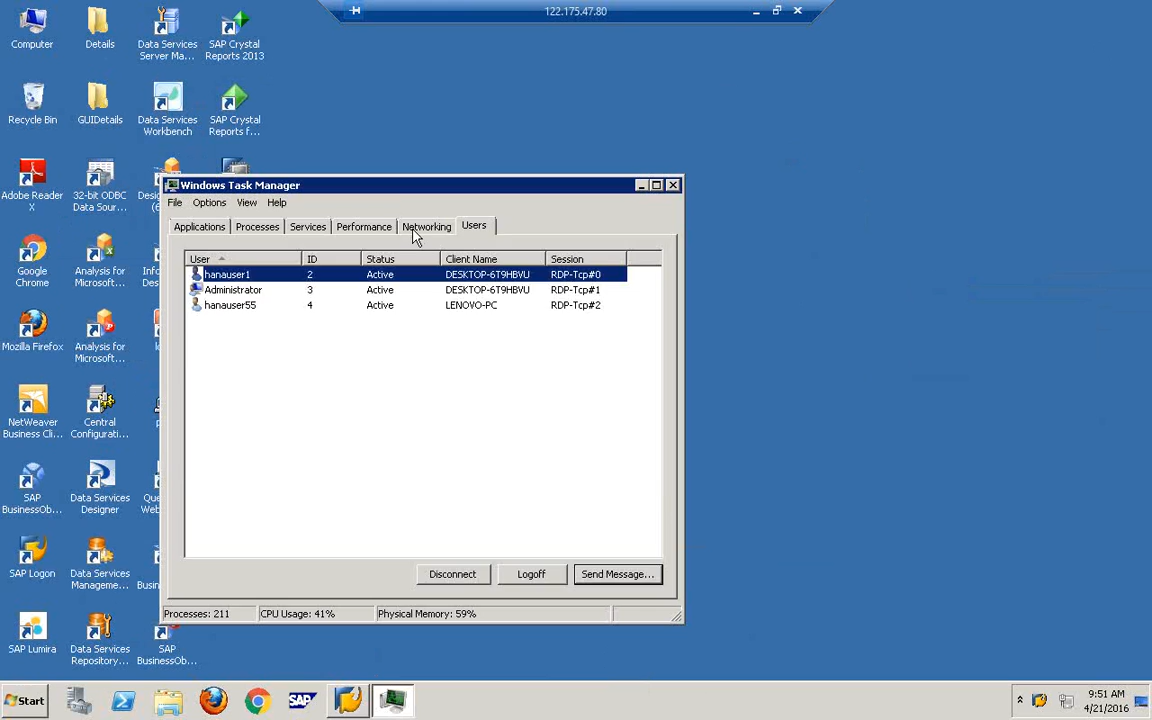 122.175.47.80
Computer
Details
Data Services
Server Ma...
SAP Crystal
Reports 2013
Recycle Bin
GUIDetails
Data Services
Workbench
SAP Crystal
Reports f...
Adobe Reader
X
32-bit ODBC
Data Sour...
Google
Chrome
Analysis for
Microsoft...
Mozilla Firefox
Analysis for
Microsoft...
NetWeaver
Business Cli...
Central
Configurati...
SAP
BusinessOb...
Data Services
Designer
SAP Logon
Data Services
Manageme...
SAP Lumira
Data Services
Repository...
SAP
BusinessOb...
Windows Task Manager
File Options View Help
Applications Processes Services Performance Networking Users
User ID Status Client Name Session
hanauser1 2 Active DESKTOP-6T9HBVU RDP-Tcp#0
Administrator 3 Active DESKTOP-6T9HBVU RDP-Tcp#1
hanauser55 4 Active LENOVO-PC RDP-Tcp#2
Disconnect Logoff Send Message...
Processes: 211 CPU Usage: 41% Physical Memory: 59%
Start
SAP
9:51 AM
4/21/2016